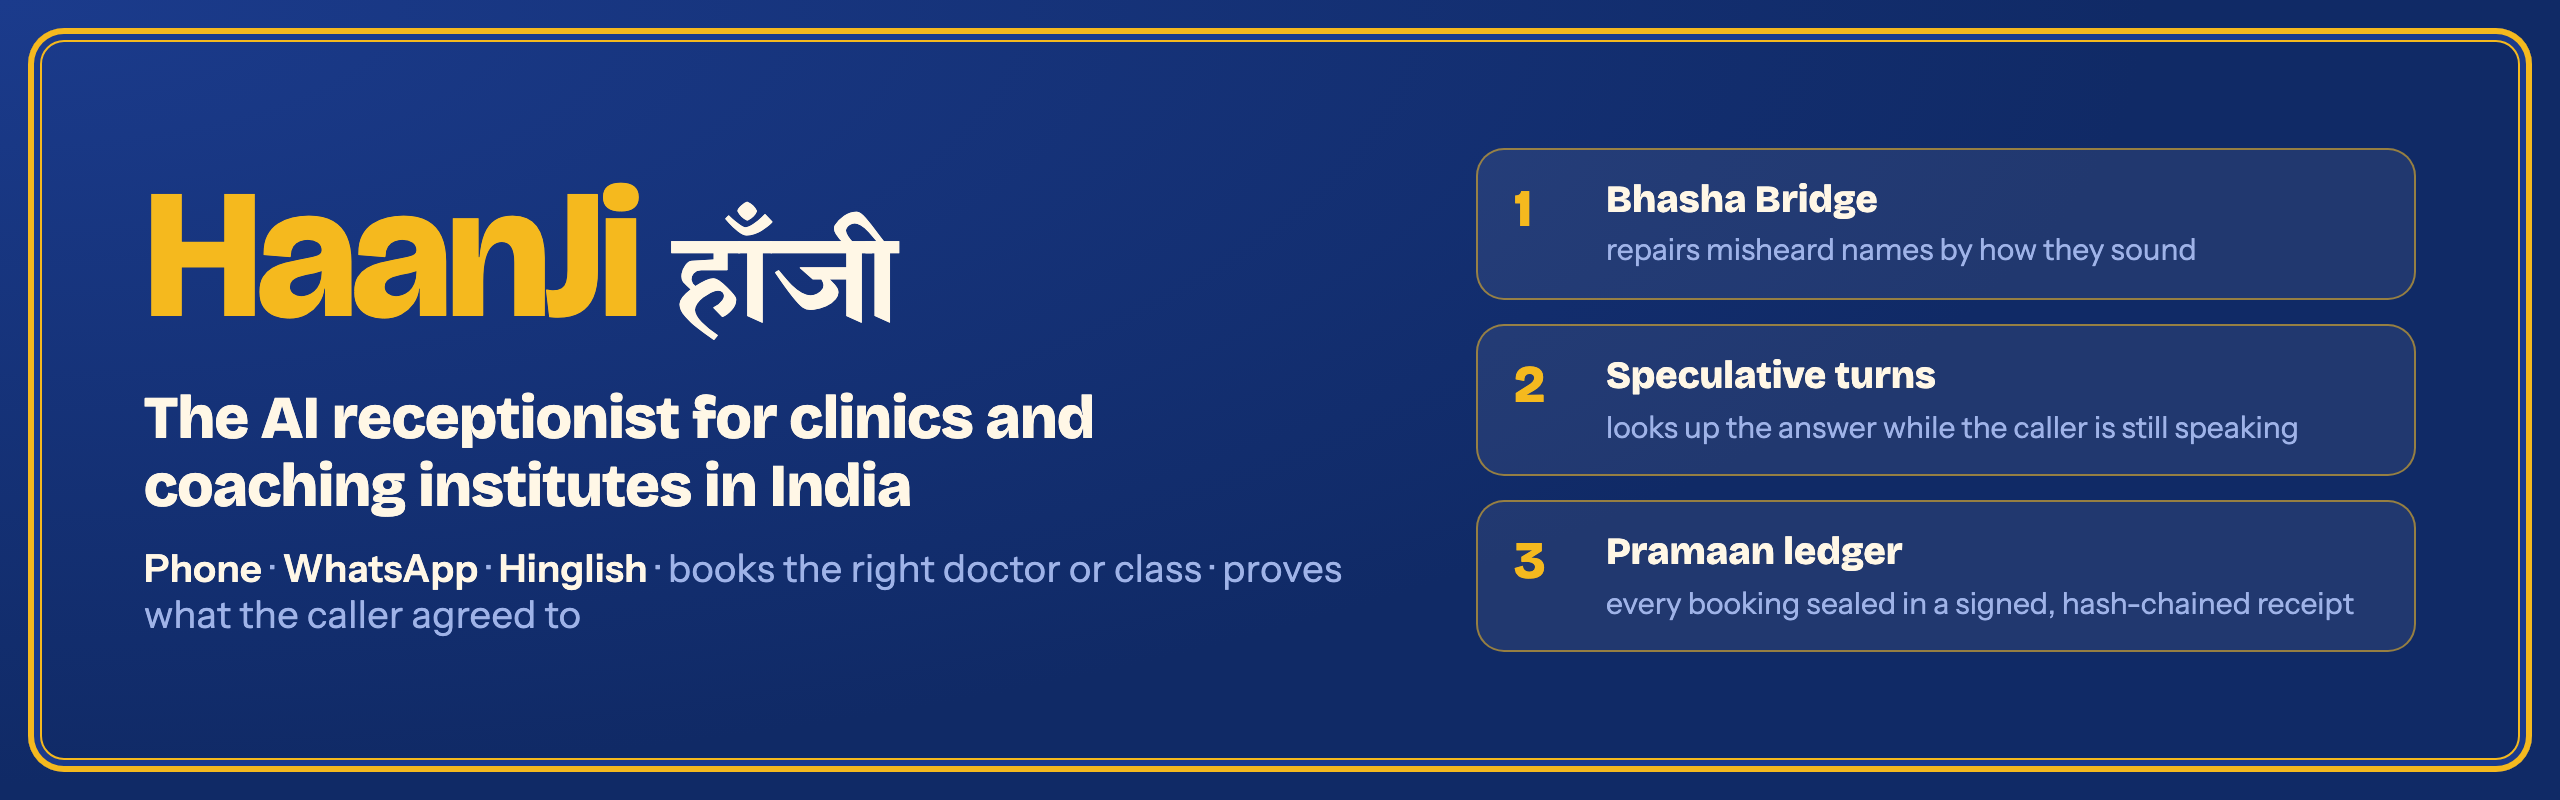 HaanJi हाँजी
The AI receptionist for clinics and
coaching institutes in India
Phone · WhatsApp · Hinglish · books the right doctor or class · proves
what the caller agreed to
1
Bhasha Bridge
repairs misheard names by how they sound
2
Speculative turns
looks up the answer while the caller is still speaking
3
Pramaan ledger
every booking sealed in a signed, hash-chained receipt